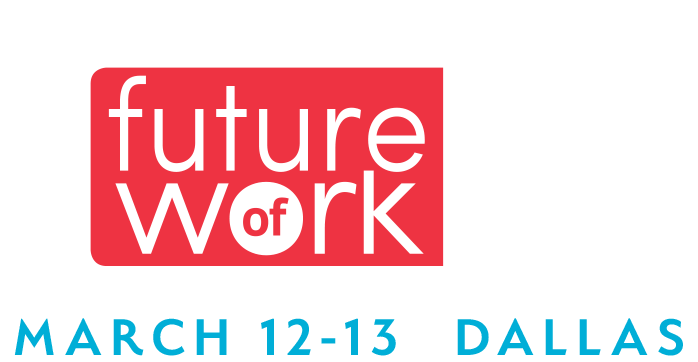 future
of
work
MARCH 12-13 DALLAS